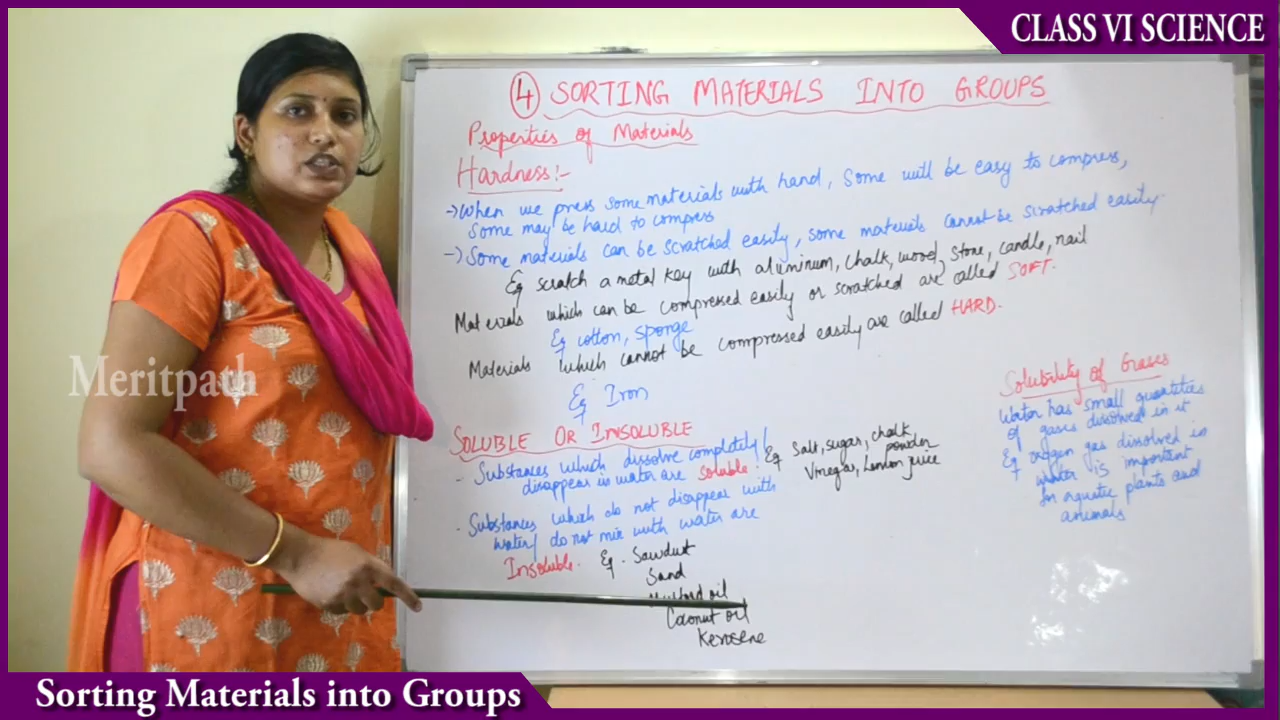 CLASS VI SCIENCE
4 SORTING MATERIALS INTO GROUPS
Properties of Materials
Hardness:-
→ When we press some materials with hand, some will be easy to compress,
some may be hard to compress
→ Some materials can be scratched easily, some materials cannot be scratched easily.
Eg scratch a metal key with aluminum, chalk, wood, stone, candle, nail
Materials which can be compressed easily or scratched are called SOFT.
Eg cotton, sponge
Materials which cannot be compressed easily are called HARD.
Eg Iron
SOLUBLE OR INSOLUBLE
- Substances which dissolve completely/
disappear in water are soluble.
Eg Salt, sugar, chalk
powder
Vinegar, Lemon juice
- Substances which do not disappear with
water/ do not mix with water are
Insoluble. Eg. Sawdust
Sand
Mustard oil
Coconut oil
Kerosene
Solubility of Gases
Water has small quantities
of gases dissolved in it
Eg oxygen gas dissolved in
water is important
for aquatic plants and
animals
Meritpath
Sorting Materials into Groups